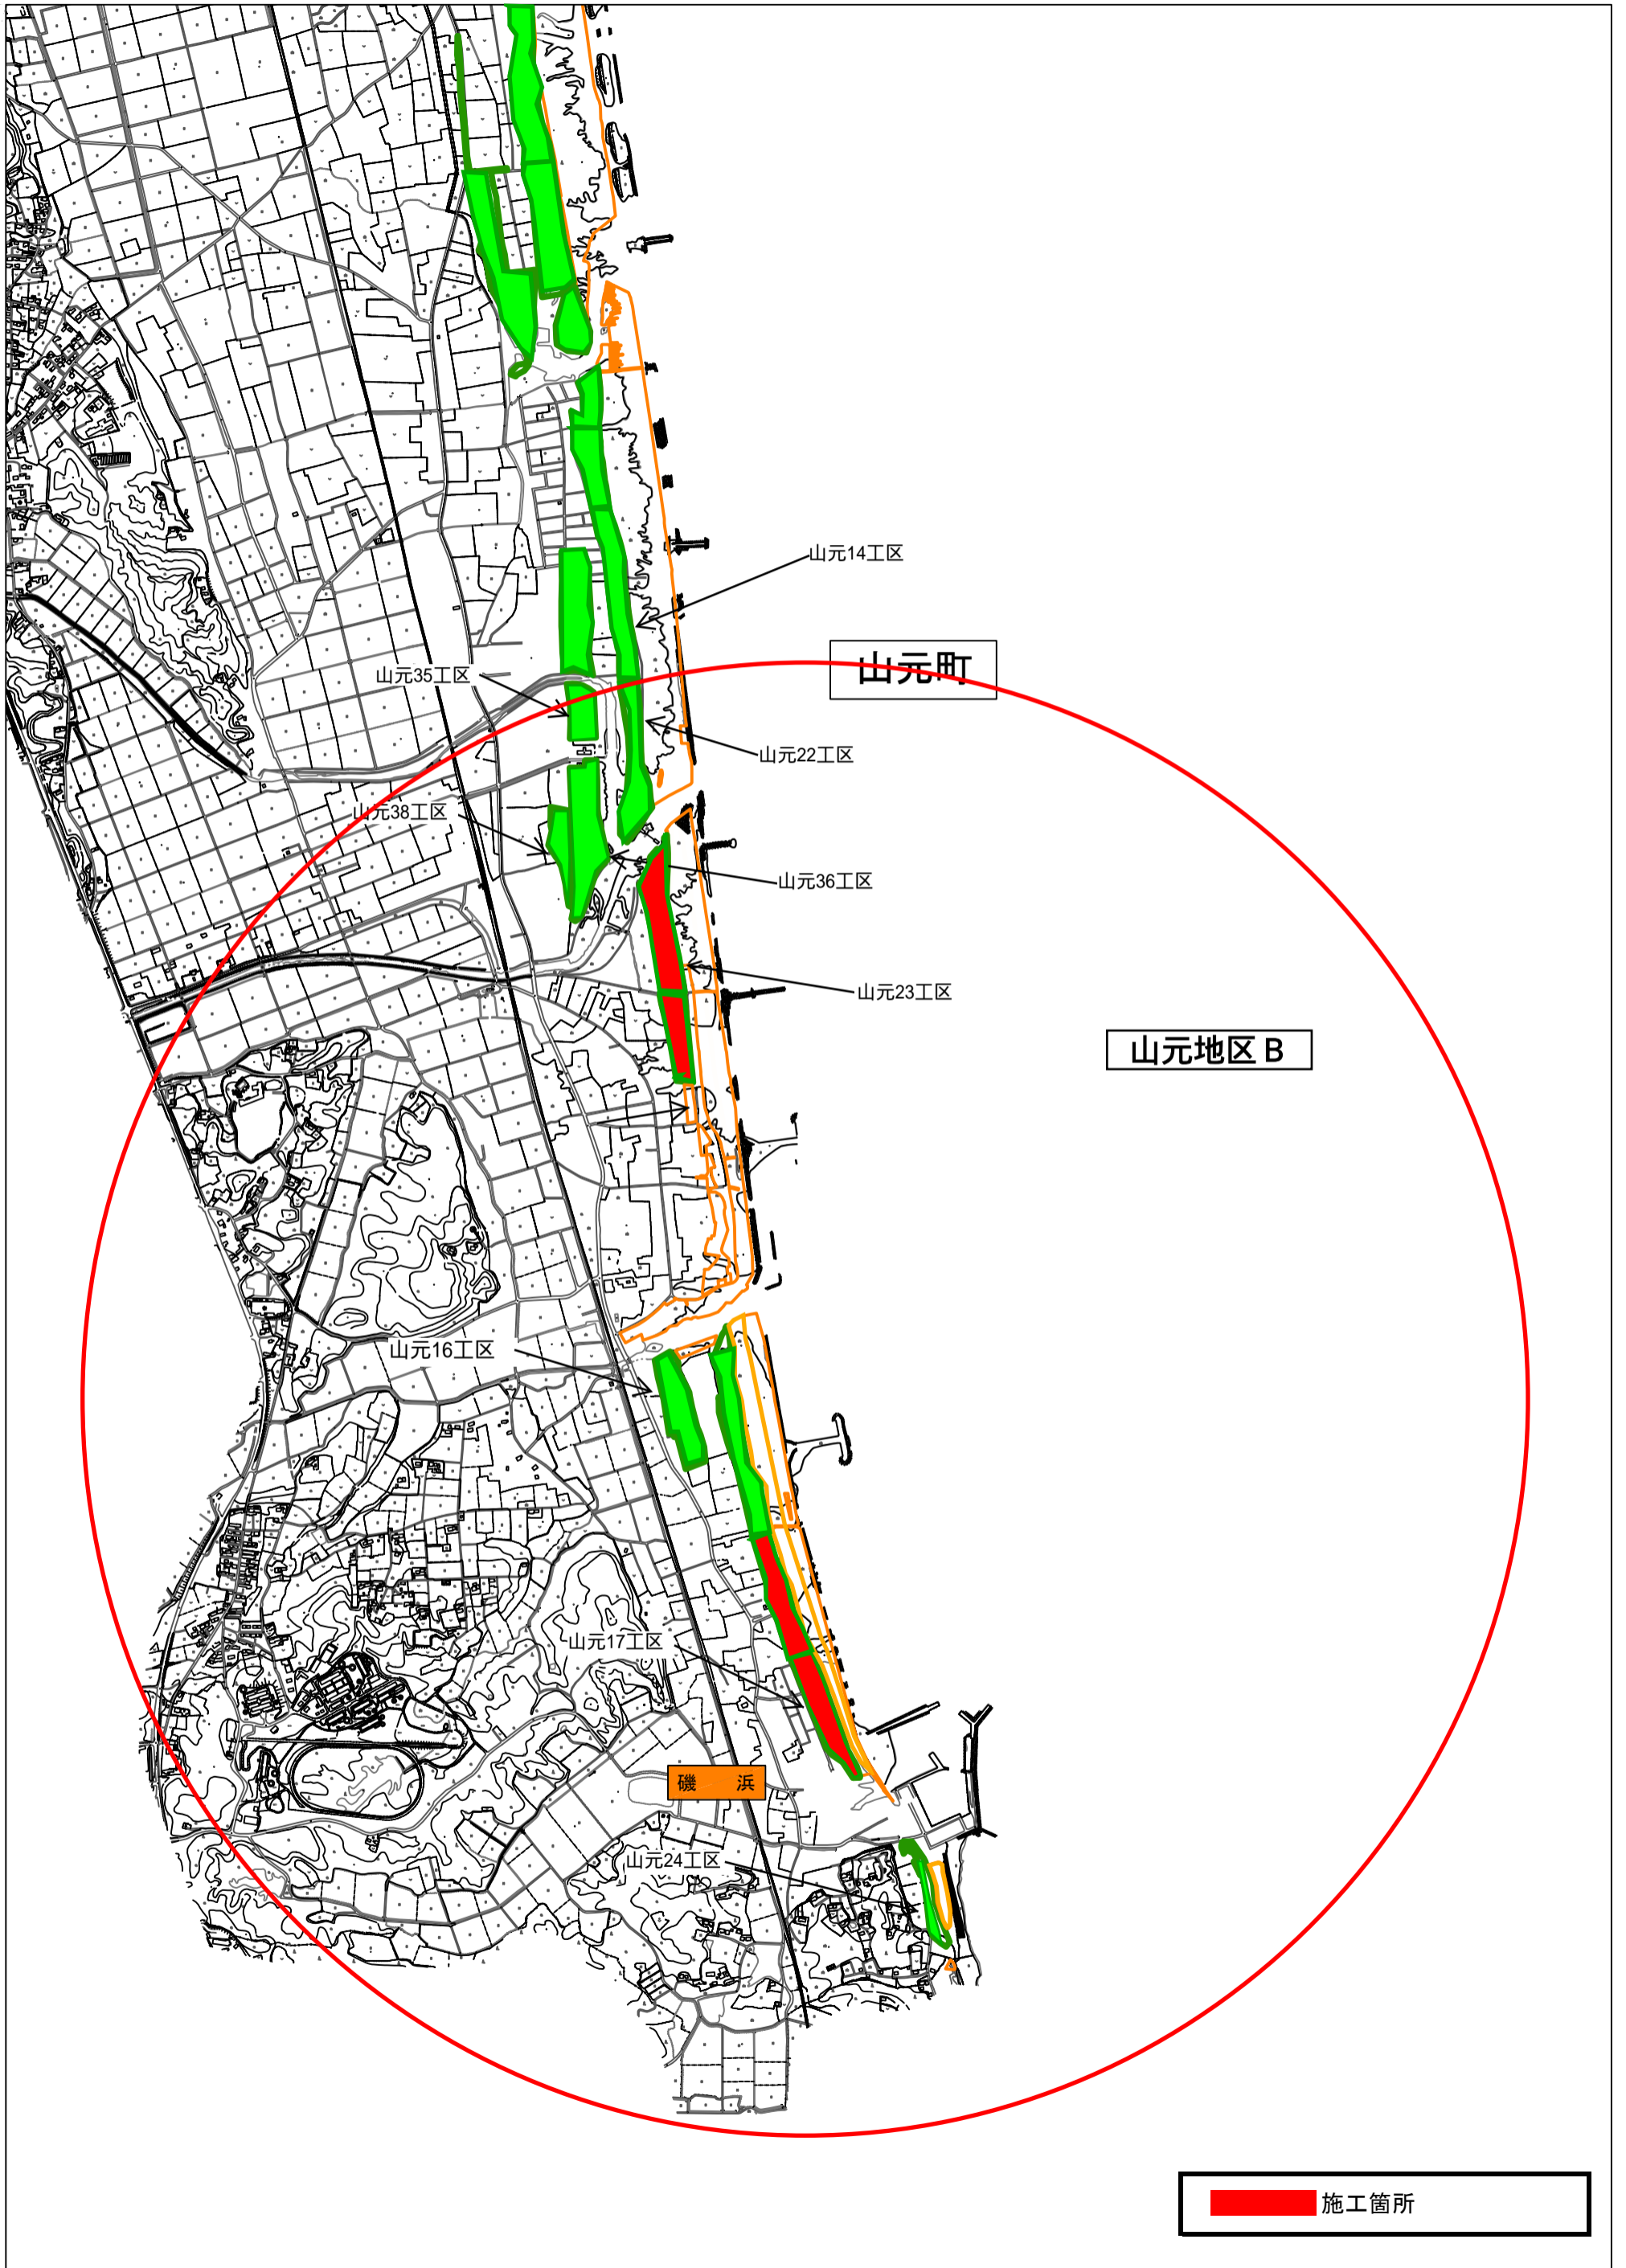 山元14工区
山元町
山元35工区
山元22工区
山元38工区
山元36工区
山元23工区
山元地区B
山元16工区
山元17工区
磯　浜
山元24工区
施工箇所